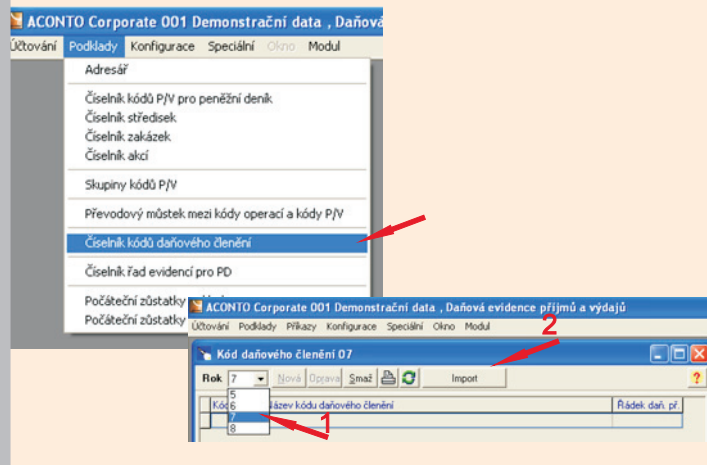 ACONTO Corporate 001 Demonstrační data , Daňová
Účtování Podklady Konfigurace Speciální Okno Modul
Adresář
Číselník kódů P/V pro peněžní deník
Číselník středisek
Číselník zakázek
Číselník akcí
Skupiny kódů P/V
Převodový můstek mezi kódy operací a kódy P/V
Číselník kódů daňového členění
Číselník řad evidencí pro PD
Počáteční zůstatky
Počáteční zůstatky
ACONTO Corporate 001 Demonstrační data , Daňová evidence příjmů a výdajů
Účtování Podklady Příkazy Konfigurace Speciální Okno Modul
2
Kód daňového členění 07
Rok 7 Nová Oprava Smaž Import ?
Kód Název kódu daňového členění Řádek daň. př.
5
6
7
8
1